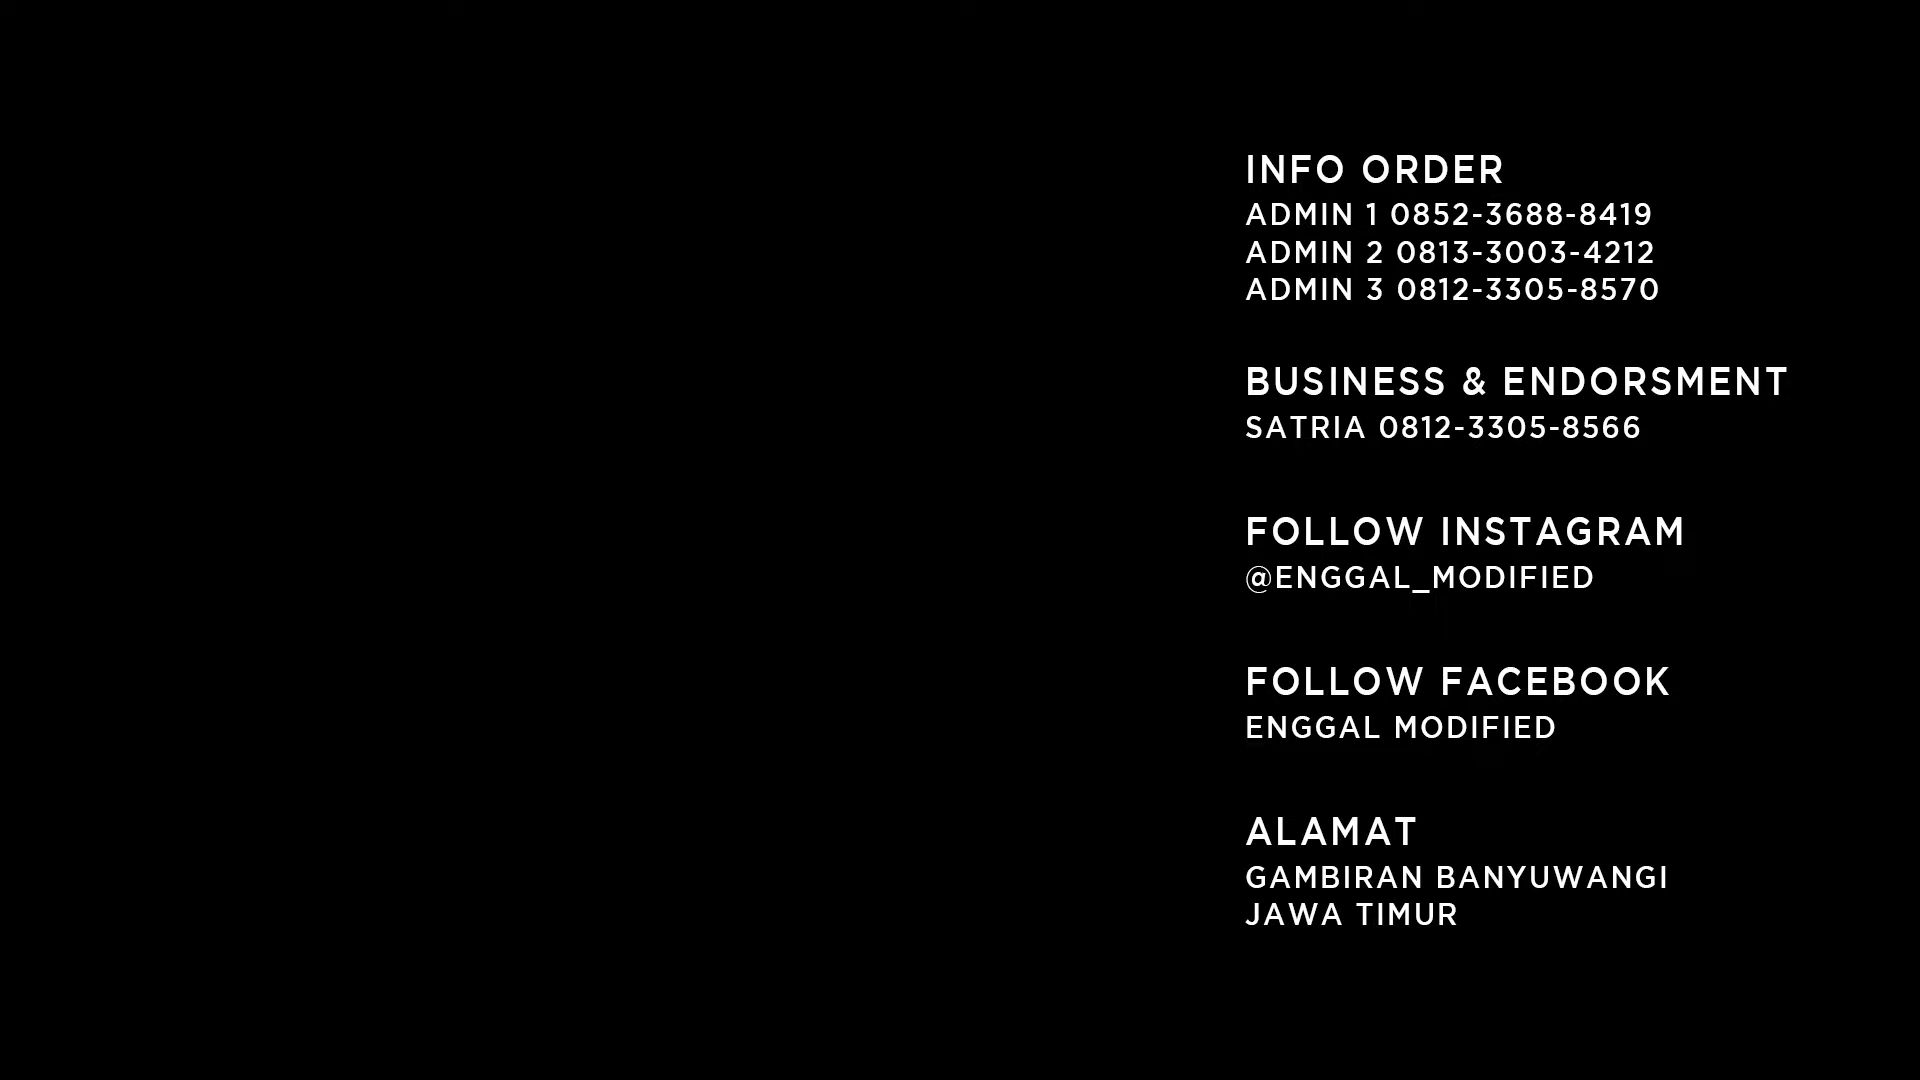 INFO ORDER
ADMIN 1 0852-3688-8419
ADMIN 2 0813-3003-4212
ADMIN 3 0812-3305-8570
BUSINESS & ENDORSMENT
SATRIA 0812-3305-8566
FOLLOW INSTAGRAM
@ENGGAL_MODIFIED
FOLLOW FACEBOOK
ENGGAL MODIFIED
ALAMAT
GAMBIRAN BANYUWANGI
JAWA TIMUR